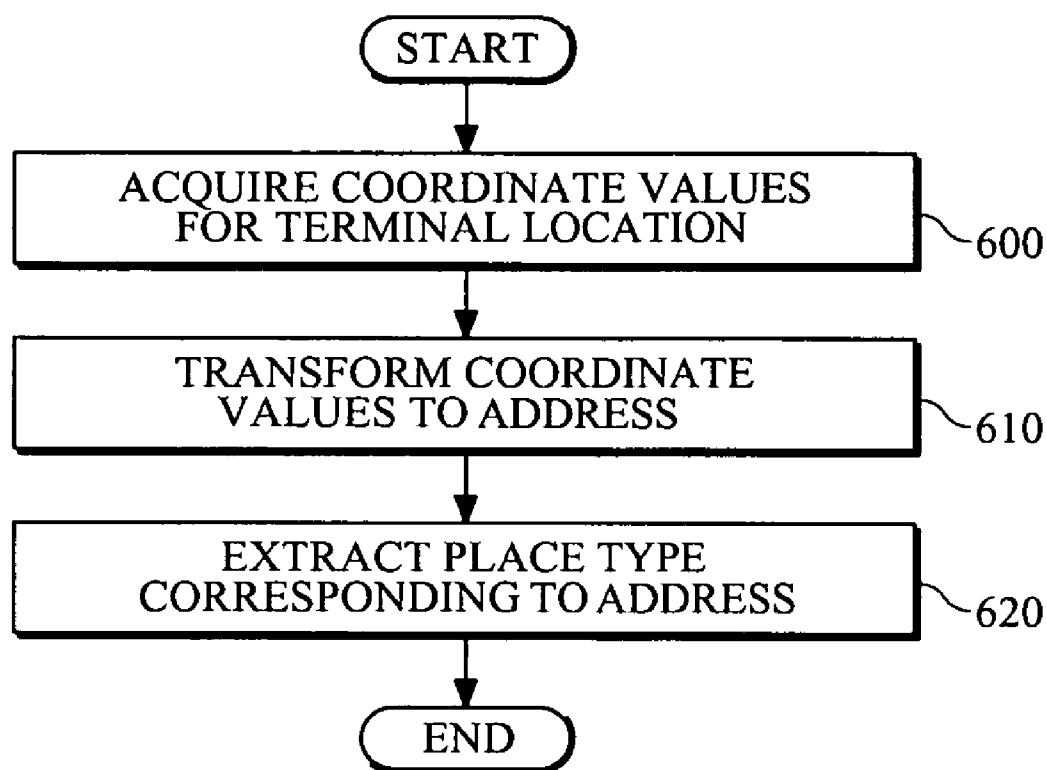 START
ACQUIRE COORDINATE VALUES
FOR TERMINAL LOCATION
600
TRANSFORM COORDINATE
VALUES TO ADDRESS
610
EXTRACT PLACE TYPE
CORRESPONDING TO ADDRESS
620
END